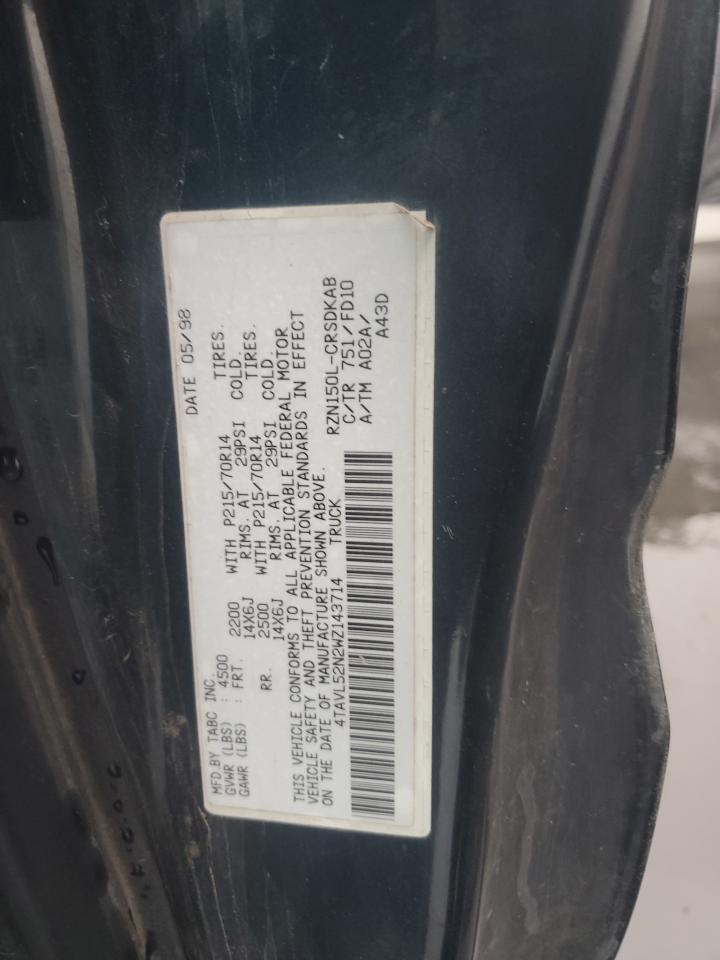 DATE 05/98
MFD.BY TABC INC.
GVWR (LBS) : 4500
GAWR (LBS) : FRT. 2200 WITH P215/70R14 TIRES.
14X6J RIMS. AT 29PSI COLD.
RR. 2500 WITH P215/70R14 TIRES.
14X6J RIMS. AT 29PSI COLD.
THIS VEHICLE CONFORMS TO ALL APPLICABLE FEDERAL MOTOR
VEHICLE SAFETY AND THEFT PREVENTION STANDARDS IN EFFECT
ON THE DATE OF MANUFACTURE SHOWN ABOVE.
4TAVL52N2WZ143714 TRUCK
RZN150L-CRSDKAB
C/TR 751/FD10
A/TM A02A/
A43D